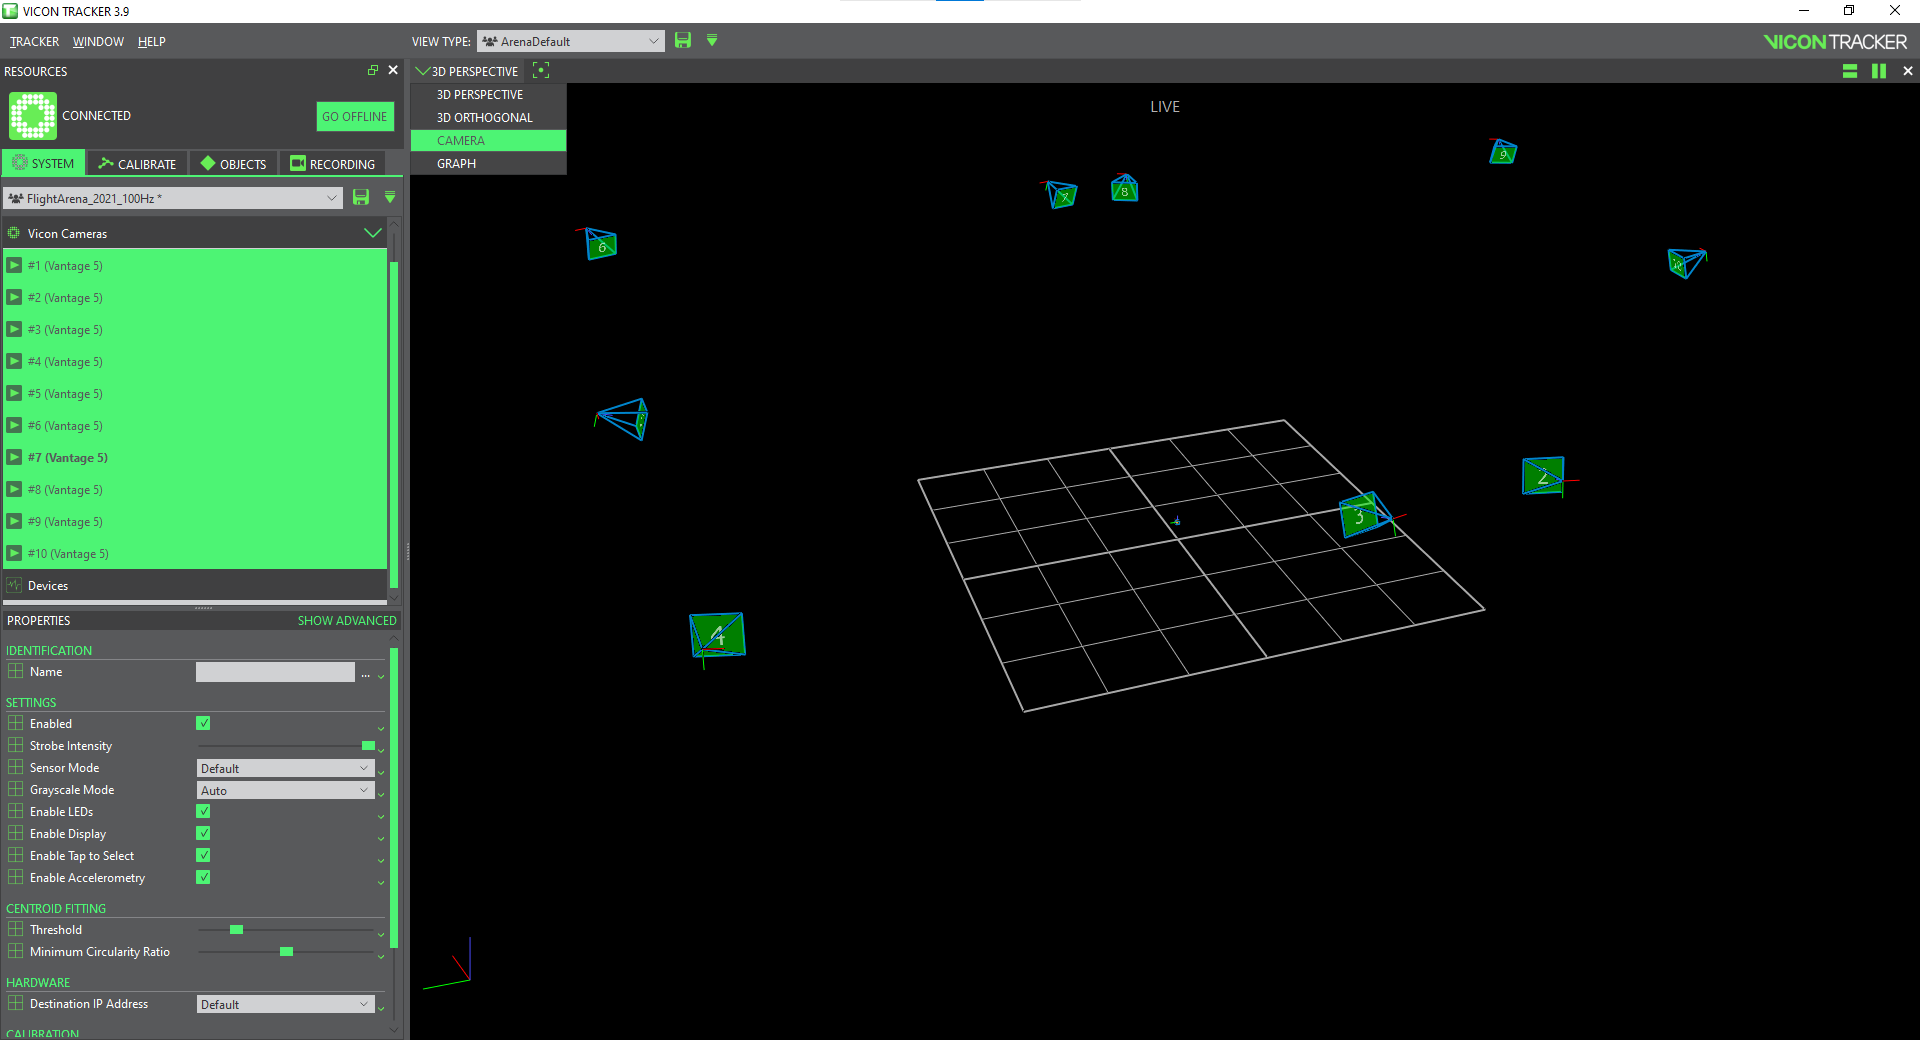 VICON TRACKER 3.9
TRACKER WINDOW HELP
VIEW TYPE: ArenaDefault
VICON TRACKER
RESOURCES
3D PERSPECTIVE
3D PERSPECTIVE
3D ORTHOGONAL
CAMERA
GRAPH
LIVE
CONNECTED
GO OFFLINE
SYSTEM CALIBRATE OBJECTS RECORDING
FlightArena_2021_100Hz *
Vicon Cameras
#1 (Vantage 5)
#2 (Vantage 5)
#3 (Vantage 5)
#4 (Vantage 5)
#5 (Vantage 5)
#6 (Vantage 5)
#7 (Vantage 5)
#8 (Vantage 5)
#9 (Vantage 5)
#10 (Vantage 5)
Devices
PROPERTIES SHOW ADVANCED
IDENTIFICATION
Name ...
SETTINGS
Enabled
Strobe Intensity
Sensor Mode Default
Grayscale Mode Auto
Enable LEDs
Enable Display
Enable Tap to Select
Enable Accelerometry
CENTROID FITTING
Threshold
Minimum Circularity Ratio
HARDWARE
Destination IP Address Default
CALIBRATION
9
7
8
6
10
2
3
4